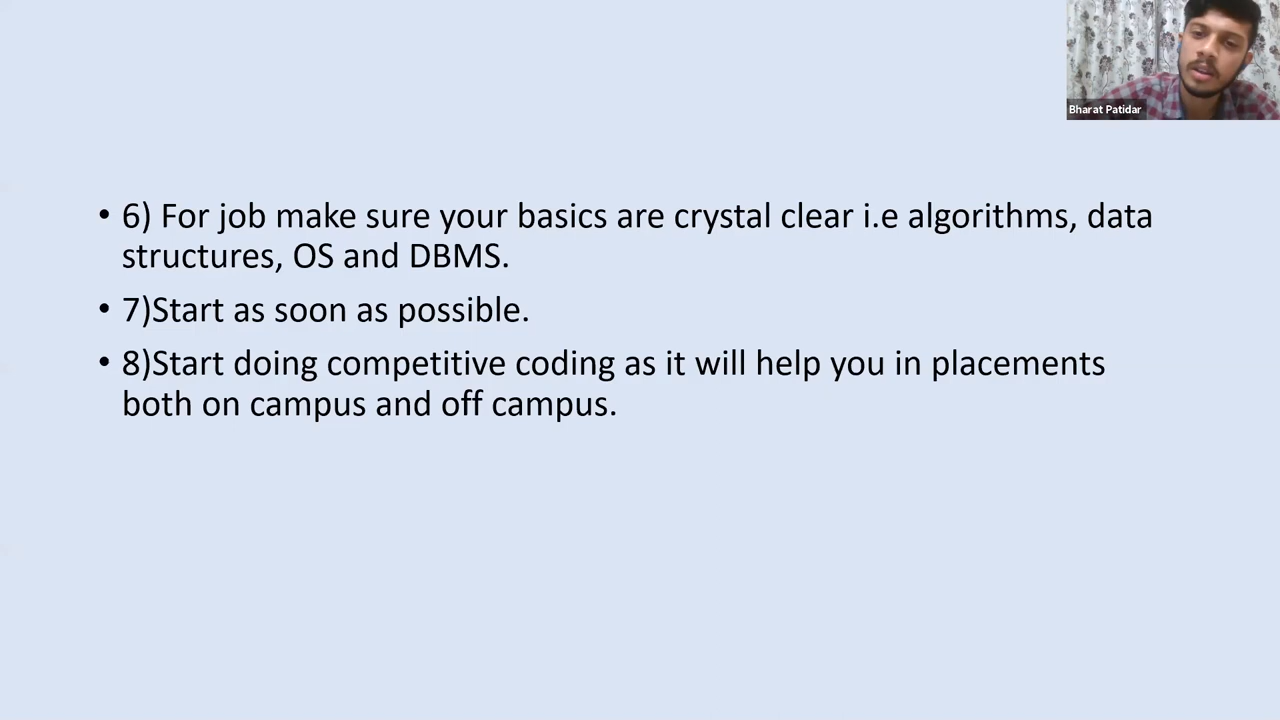 Bharat Patidar
• 6) For job make sure your basics are crystal clear i.e algorithms, data
structures, OS and DBMS.
• 7)Start as soon as possible.
• 8)Start doing competitive coding as it will help you in placements
both on campus and off campus.